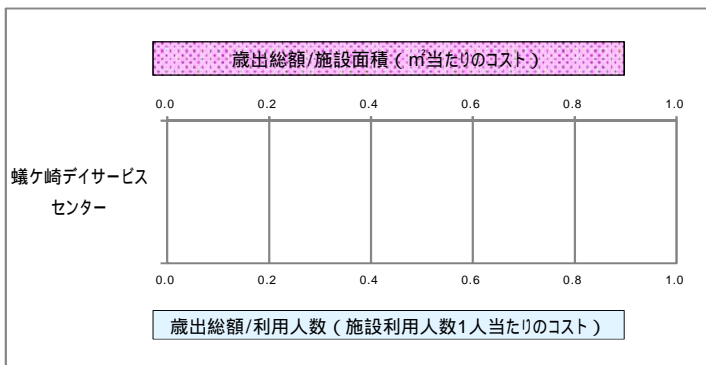 歳出総額/施設面積(㎡当たりのコスト)
0.0 0.2 0.4 0.6 0.8 1.0
蟻ケ崎デイサービス
センター
0.0 0.2 0.4 0.6 0.8 1.0
歳出総額/利用人数(施設利用人数1人当たりのコスト)